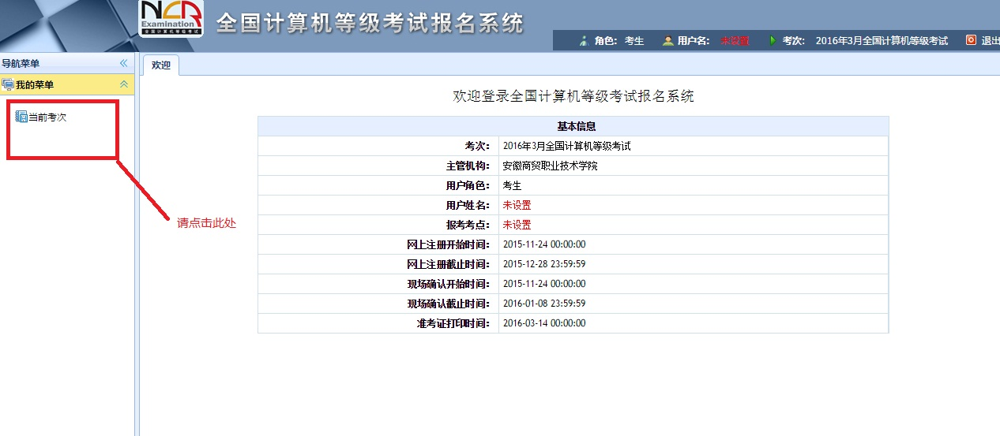 NCR
Examination
全国计算机等级考试
全国计算机等级考试报名系统
角色: 考生 用户名: 未设置 考次: 2016年3月全国计算机等级考试 退出
导航菜单
欢迎
我的菜单
当前考次
请点击此处
欢迎登录全国计算机等级考试报名系统
基本信息
考次: 2016年3月全国计算机等级考试
主管机构: 安徽商贸职业技术学院
用户角色: 考生
用户姓名: 未设置
报考考点: 未设置
网上注册开始时间: 2015-11-24 00:00:00
网上注册截止时间: 2015-12-28 23:59:59
现场确认开始时间: 2015-11-24 00:00:00
现场确认截止时间: 2016-01-08 23:59:59
准考证打印时间: 2016-03-14 00:00:00